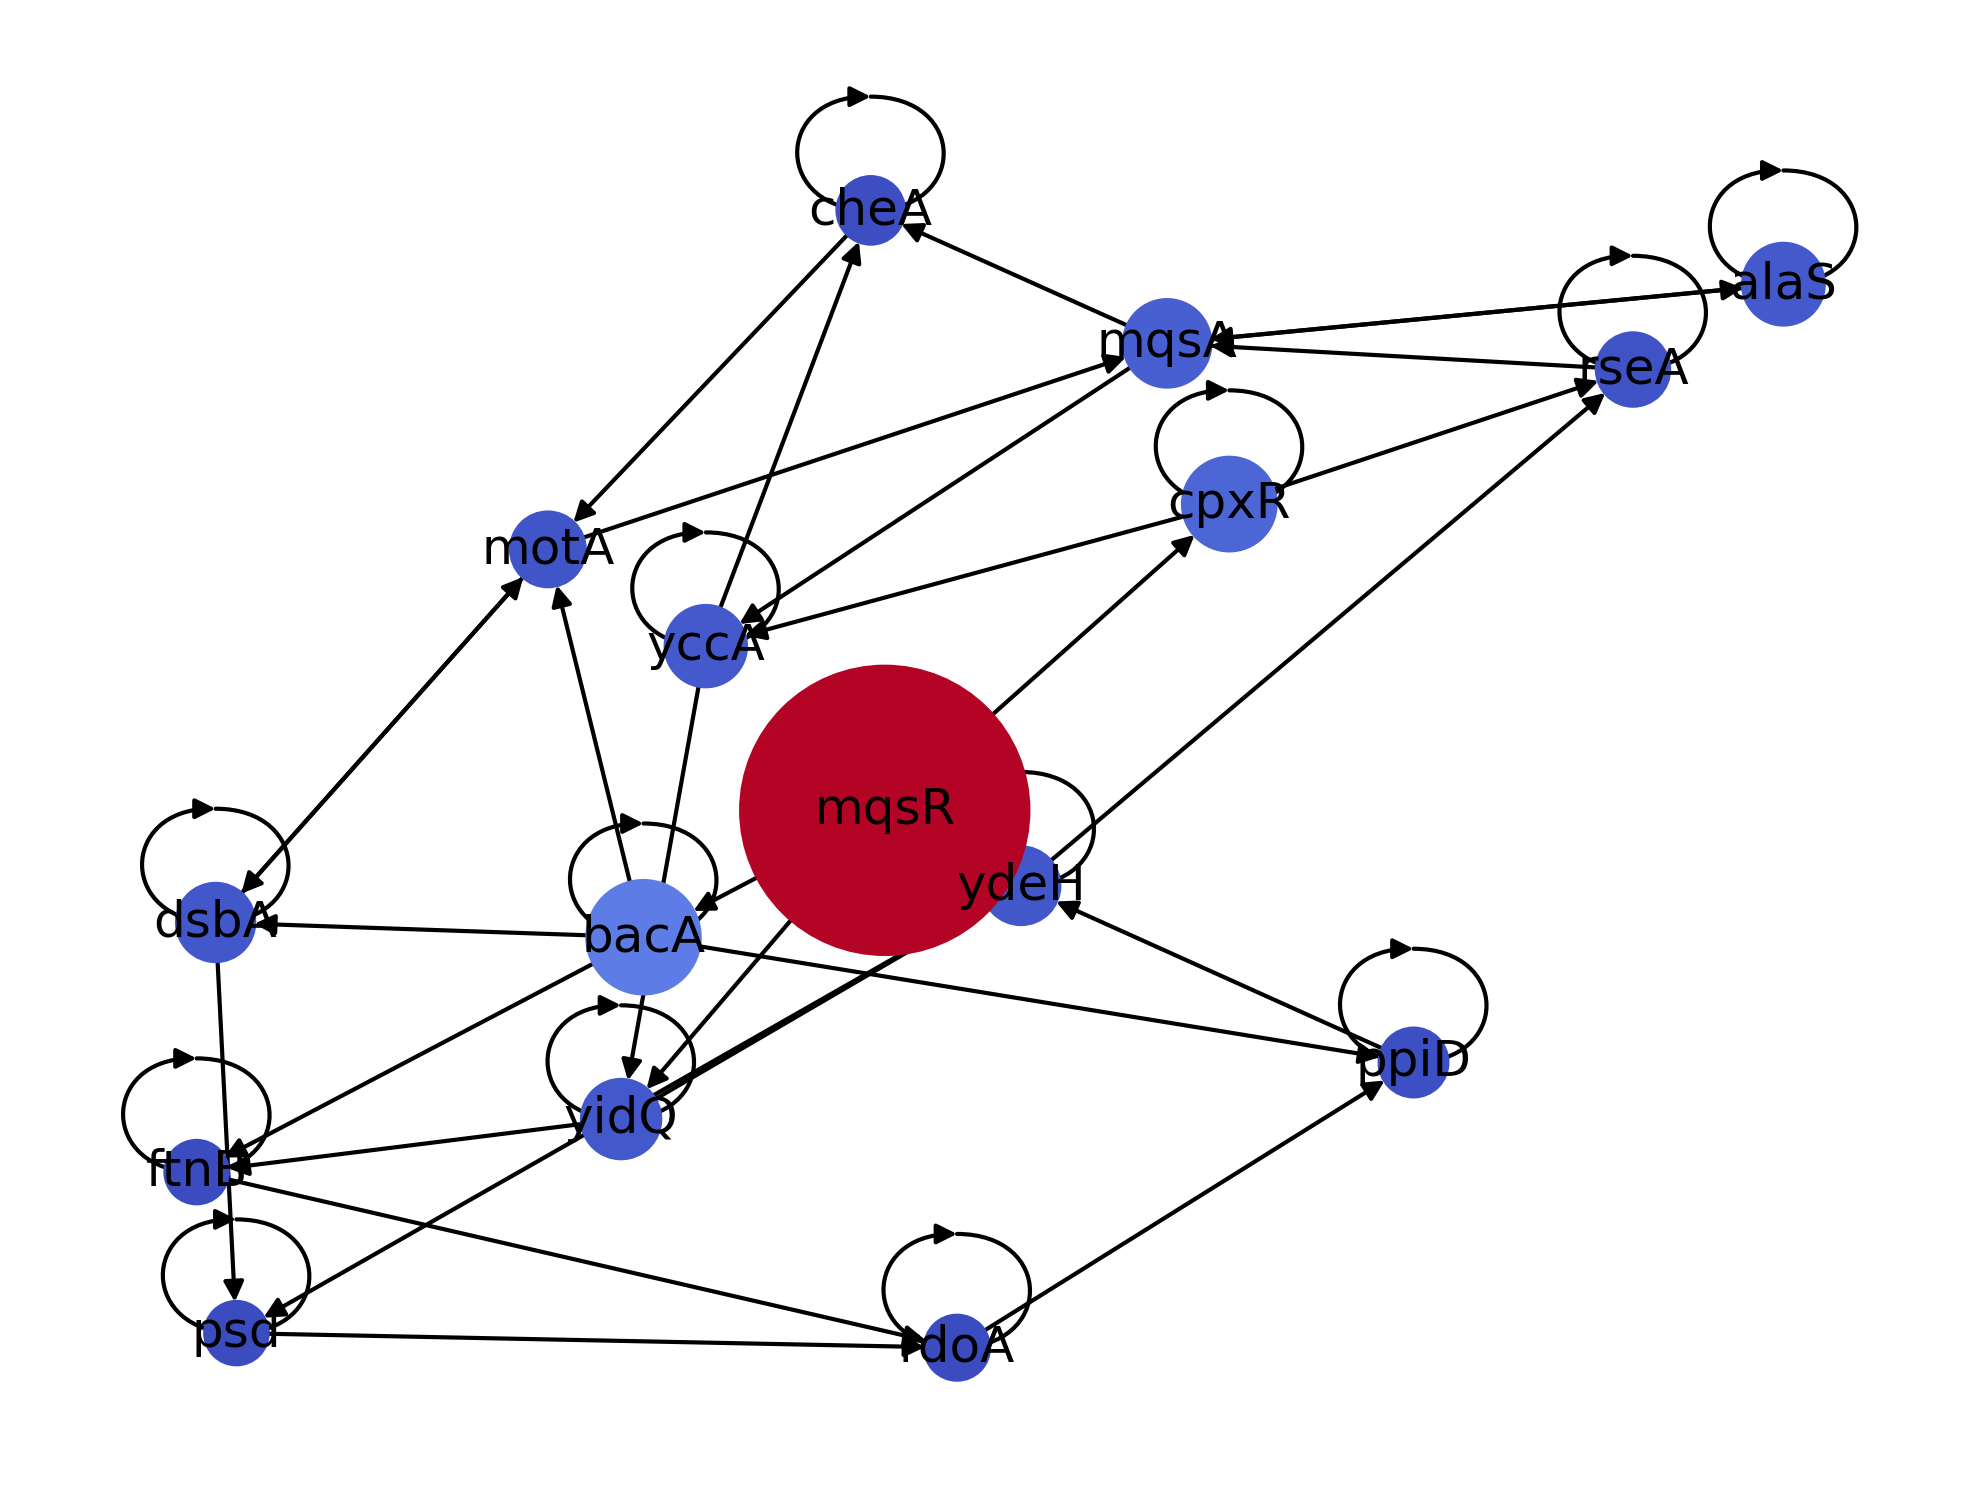 cheA
alaS
mqsA
rseA
cpxR
motA
yccA
mqsR
ydeH
dsbA
bacA
ppiD
yidQ
ftnB
psd
rdoA